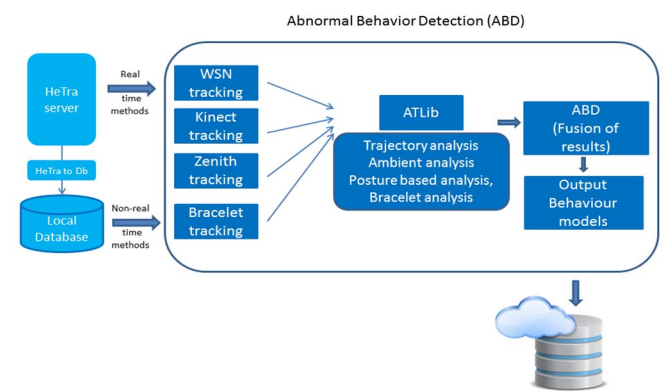 Abnormal Behavior Detection (ABD)
HeTra
server
Real
time
methods
HeTra to Db
Local
Database
Non-real
time
methods
WSN
tracking
Kinect
tracking
Zenith
tracking
Bracelet
tracking
ATLib
Trajectory analysis
Ambient analysis
Posture based analysis,
Bracelet analysis
ABD
(Fusion of
results)
Output
Behaviour
models